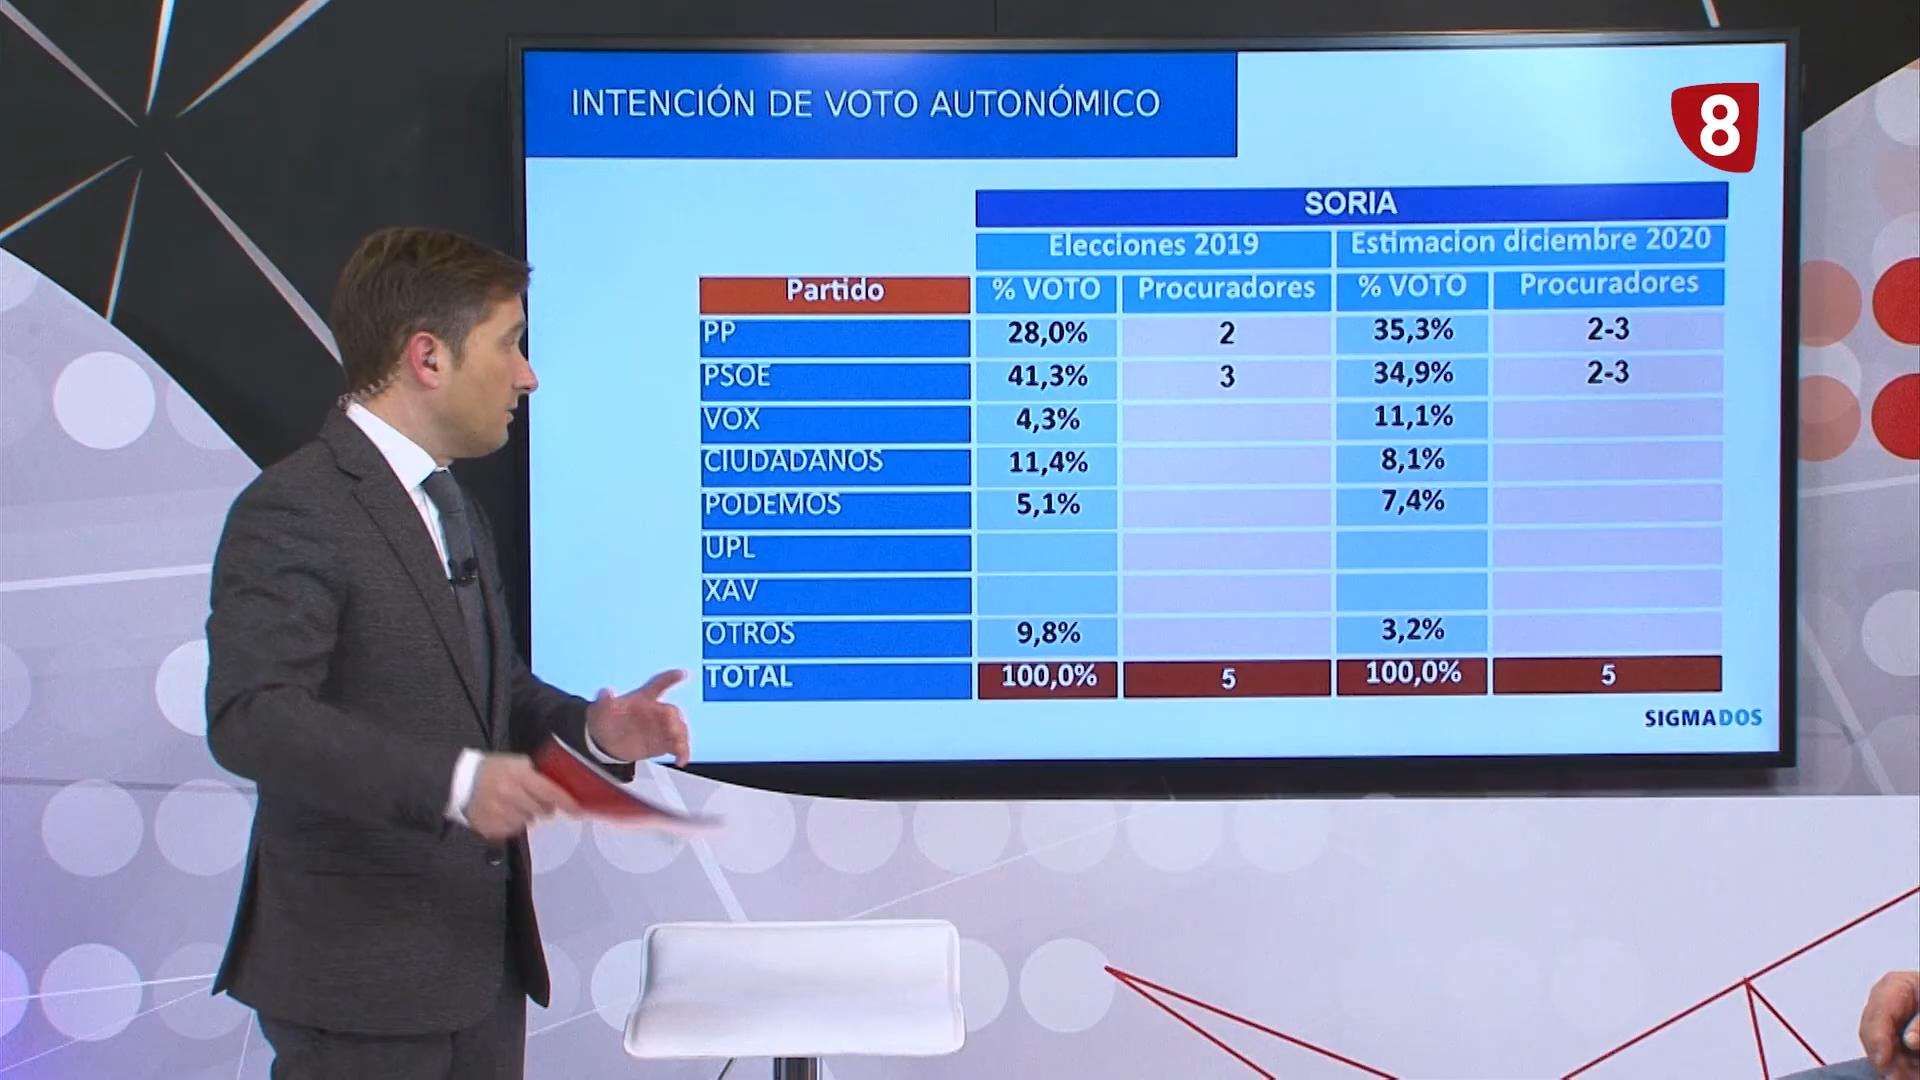 INTENCIÓN DE VOTO AUTONÓMICO
8
SORIA
Elecciones 2019 Estimacion diciembre 2020
Partido % VOTO Procuradores % VOTO Procuradores
PP 28,0% 2 35,3% 2-3
PSOE 41,3% 3 34,9% 2-3
VOX 4,3% 11,1%
CIUDADANOS 11,4% 8,1%
PODEMOS 5,1% 7,4%
UPL
XAV
OTROS 9,8% 3,2%
TOTAL 100,0% 5 100,0% 5
SIGMADOS